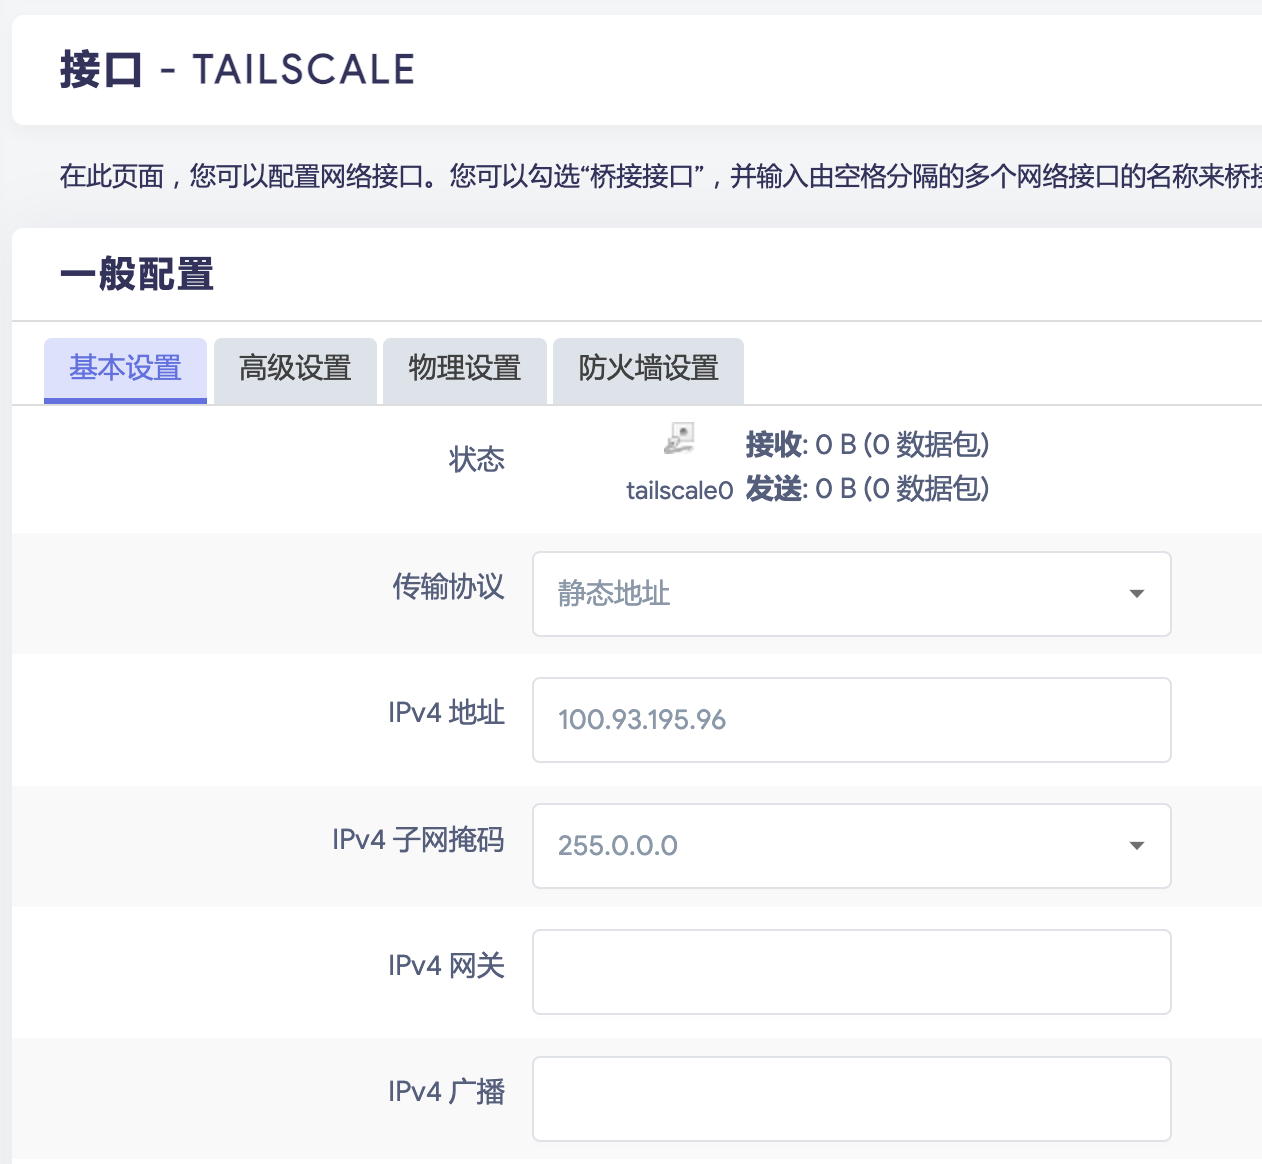 接口 - TAILSCALE
在此页面，您可以配置网络接口。您可以勾选“桥接接口”，并输入由空格分隔的多个网络接口的名称来桥接
一般配置
基本设置 高级设置 物理设置 防火墙设置
状态
接收: 0 B (0 数据包)
tailscale0 发送: 0 B (0 数据包)
传输协议 静态地址
IPv4 地址 100.93.195.96
IPv4 子网掩码 255.0.0.0
IPv4 网关
IPv4 广播